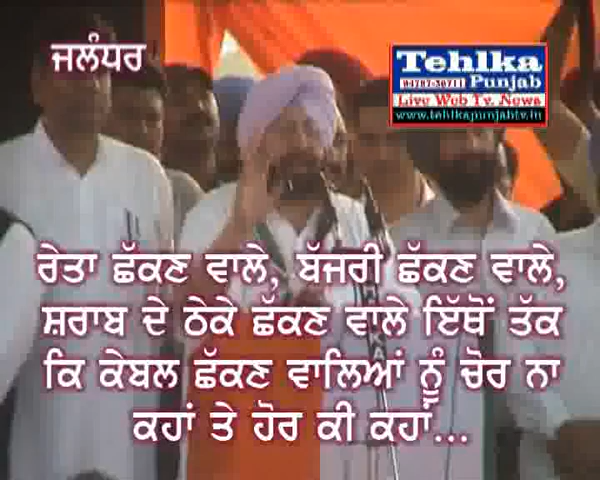 ਜਲੰਧਰ
Tehlka
Punjab
Live Web Tv. News
www.tehlkapunjabtv.in
ਰੇਤਾ ਛੱਕਣ ਵਾਲੇ, ਬੱਜਰੀ ਛੱਕਣ ਵਾਲੇ,
ਸ਼ਰਾਬ ਦੇ ਠੇਕੇ ਛੱਕਣ ਵਾਲੇ ਇੱਥੋਂ ਤੱਕ
ਕਿ ਕੇਬਲ ਛੱਕਣ ਵਾਲਿਆਂ ਨੂੰ ਚੋਰ ਨਾ
ਕਹਾਂ ਤੇ ਹੋਰ ਕੀ ਕਹਾਂ...